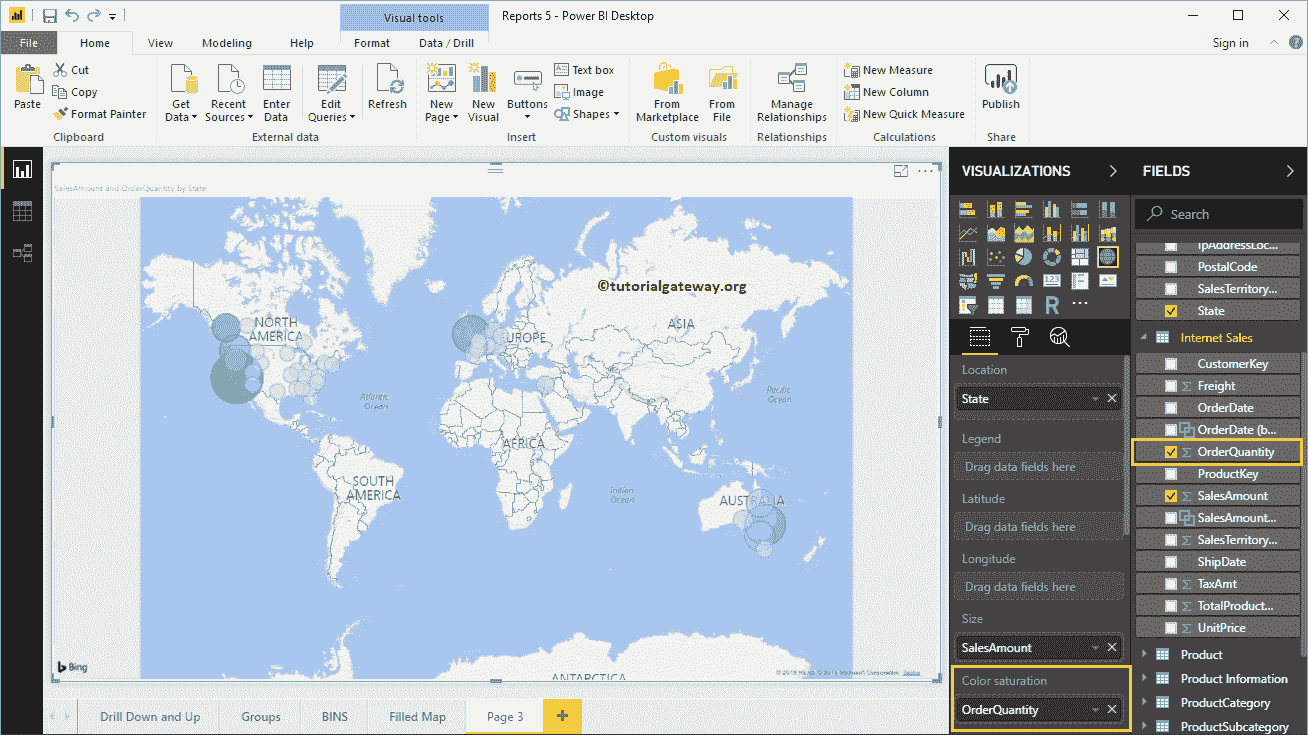 Visual tools
Reports 5 - Power BI Desktop
File
Home
View
Modeling
Help
Format
Data / Drill
Sign in
Paste
Cut
Copy
Format Painter
Clipboard
Get Data
Recent Sources
Enter Data
Edit Queries
Refresh
External data
New Page
New Visual
Buttons
Text box
Image
Shapes
Insert
From Marketplace
From File
Custom visuals
Manage Relationships
Relationships
New Measure
New Column
New Quick Measure
Calculations
Publish
Share
SalesAmount and OrderQuantity by State
©tutorialgateway.org
NORTH
AMERICA
EUROPE
ASIA
Atlantic
Ocean
Pacific
Ocean
AFRICA
SOUTH
AMERICA
Indian
Ocean
AUSTRALIA
ANTARCTICA
Bing
Drill Down and Up
Groups
BINS
Filled Map
Page 3
VISUALIZATIONS
R
Location
State
Legend
Drag data fields here
Latitude
Drag data fields here
Longitude
Drag data fields here
Size
SalesAmount
Color saturation
OrderQuantity
FIELDS
Search
IpAddressLoc...
PostalCode
SalesTerritory...
State
Internet Sales
CustomerKey
Freight
OrderDate
OrderDate (b...
OrderQuantity
ProductKey
SalesAmount
SalesAmount...
SalesTerritory...
ShipDate
TaxAmt
TotalProduct...
UnitPrice
Product
Product Information
ProductCategory
ProductSubcategory